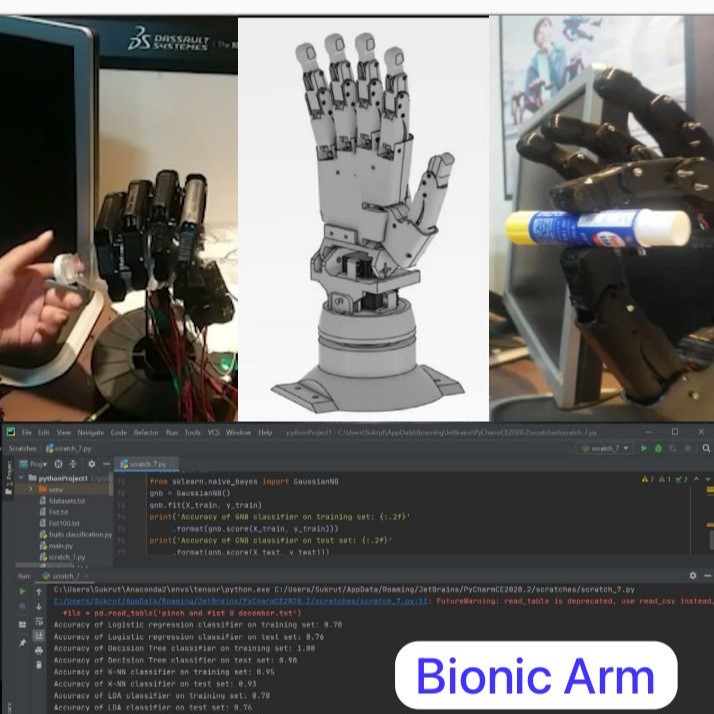 DASSAULT
SYSTEMES
File Edit View Navigate Code Refactor Run Tools VCS Window Help pythonProject1 - C:\Users\Sukrut\AppData\Roaming\JetBrains\PyCharmCE2020.2\scratches\scratch_7.py
Scratches scratch_7.py scratch_7
Project scratch_7.py
pythonProject1
venv
5datasets.txt
Fist.txt
Fist100.txt
main.py
scratch_7.py
from sklearn.naive_bayes import GaussianNB
gnb = GaussianNB()
gnb.fit(X_train, y_train)
print('Accuracy of GNB classifier on training set: {:.2f}'
.format(gnb.score(X_train, y_train)))
print('Accuracy of GNB classifier on test set: {:.2f}'
.format(gnb.score(X_test, y_test)))
Run: scratch_7
C:\Users\Sukrut\Anaconda2\envs\tensor\python.exe C:/Users/Sukrut/AppData/Roaming/JetBrains/PyCharmCE2020.2/scratches/scratch_7.py
C:/Users/Sukrut/AppData/Roaming/JetBrains/PyCharmCE2020.2/scratches/scratch_7.py:11: FutureWarning: read_table is deprecated, use read_csv instead,
file = pd.read_table('pinch and fist 8 december.txt')
Accuracy of Logistic regression classifier on training set: 0.78
Accuracy of Logistic regression classifier on test set: 0.76
Accuracy of Decision Tree classifier on training set: 1.00
Accuracy of Decision Tree classifier on test set: 0.90
Accuracy of K-NN classifier on training set: 0.95
Accuracy of K-NN classifier on test set: 0.93
Accuracy of LDA classifier on training set: 0.78
Accuracy of LDA classifier on test set: 0.76
Bionic Arm